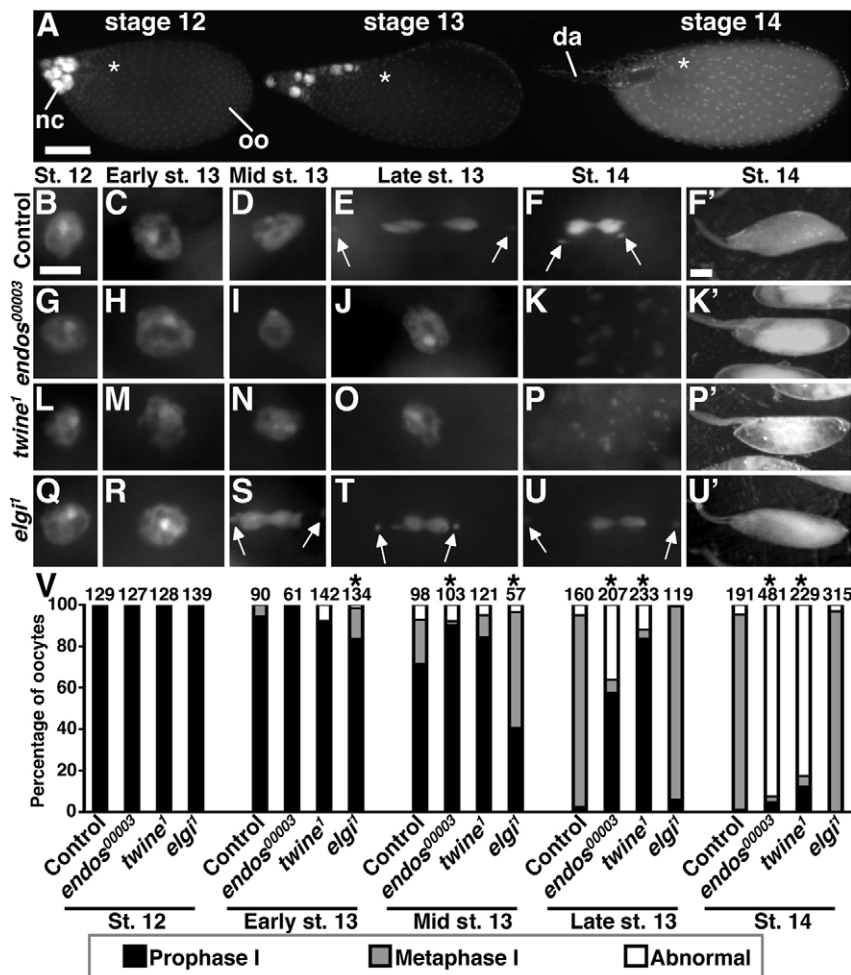 A stage 12 stage 13 stage 14
* * *
da
nc oo
St. 12 Early st. 13 Mid st. 13 Late st. 13 St. 14 St. 14
Control B C D E F F'
endos00003 G H I J K K'
twine1 L M N O P P'
elgi1 Q R S T U U'
V
* * * * * * *
129 127 128 139 90 61 142 134 98 103 121 57 160 207 233 119 191 481 229 315
Percentage of oocytes
100
80
60
40
20
0
Control endos00003 twine1 elgi1 Control endos00003 twine1 elgi1 Control endos00003 twine1 elgi1 Control endos00003 twine1 elgi1 Control endos00003 twine1 elgi1
St. 12 Early st. 13 Mid st. 13 Late st. 13 St. 14
Prophase I Metaphase I Abnormal